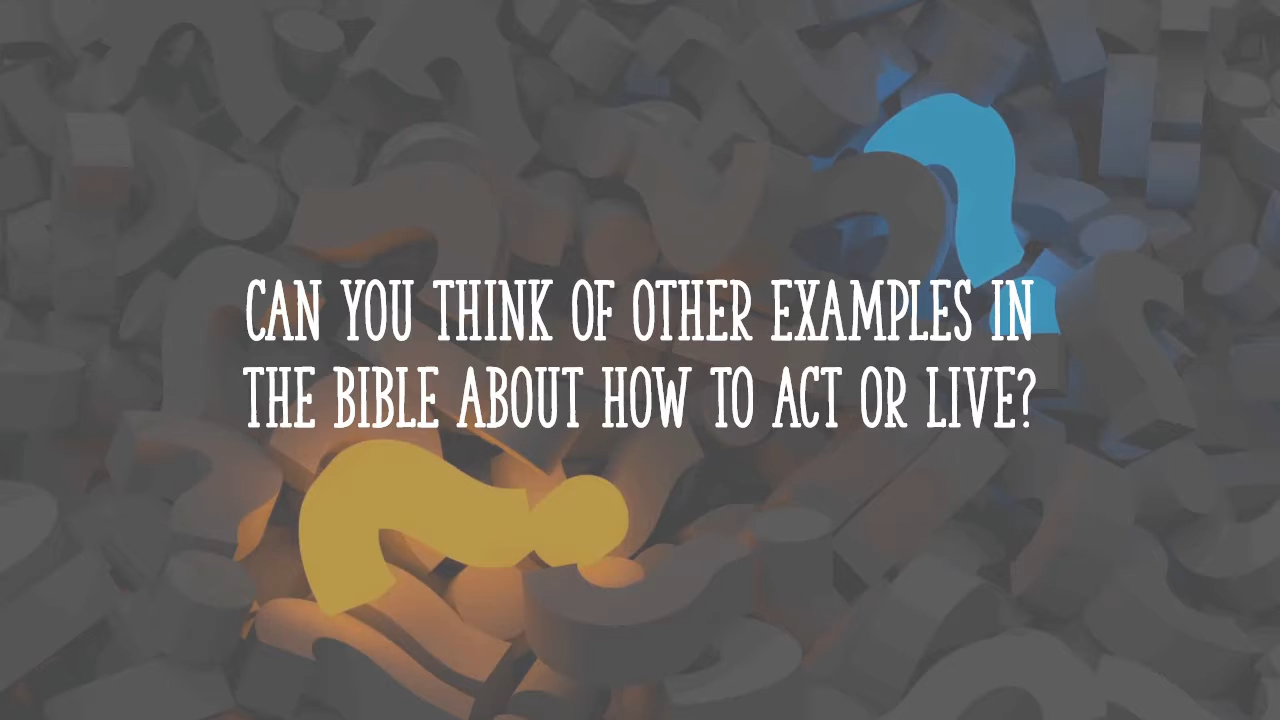 CAN YOU THINK OF OTHER EXAMPLES IN
THE BIBLE ABOUT HOW TO ACT OR LIVE?